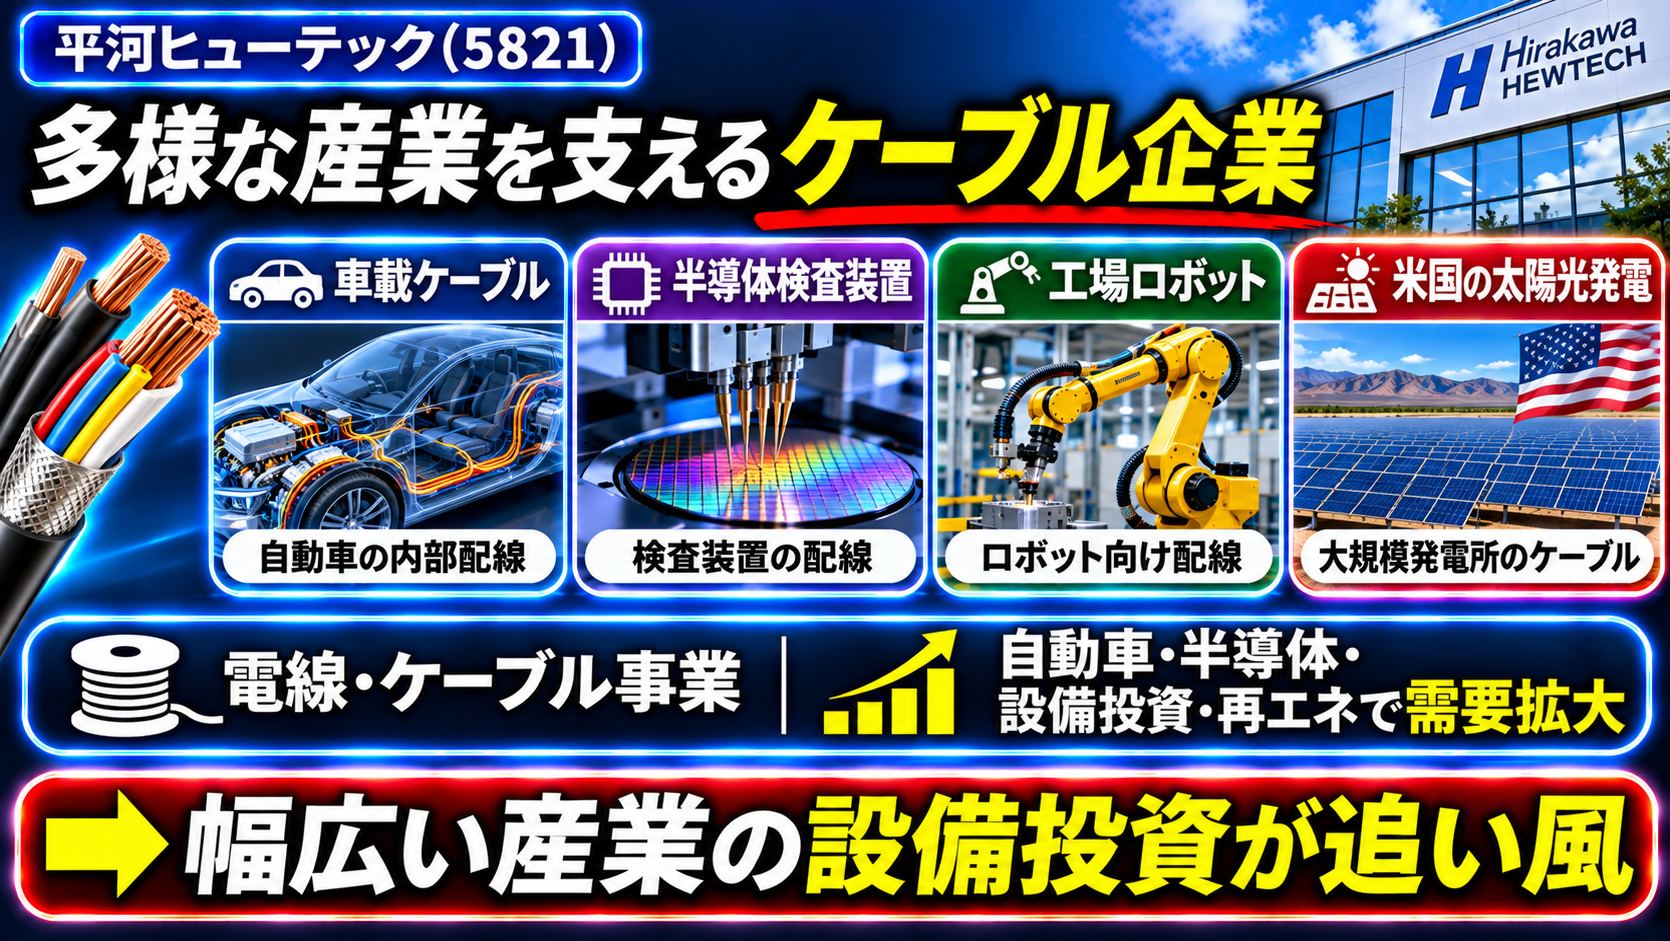 平河ヒューテック(5821)
Hirakawa
HEWTECH
多様な産業を支えるケーブル企業
車載ケーブル
半導体検査装置
工場ロボット
米国の太陽光発電
自動車の内部配線
検査装置の配線
ロボット向け配線
大規模発電所のケーブル
電線・ケーブル事業
自動車・半導体・
設備投資・再エネで需要拡大
幅広い産業の設備投資が追い風